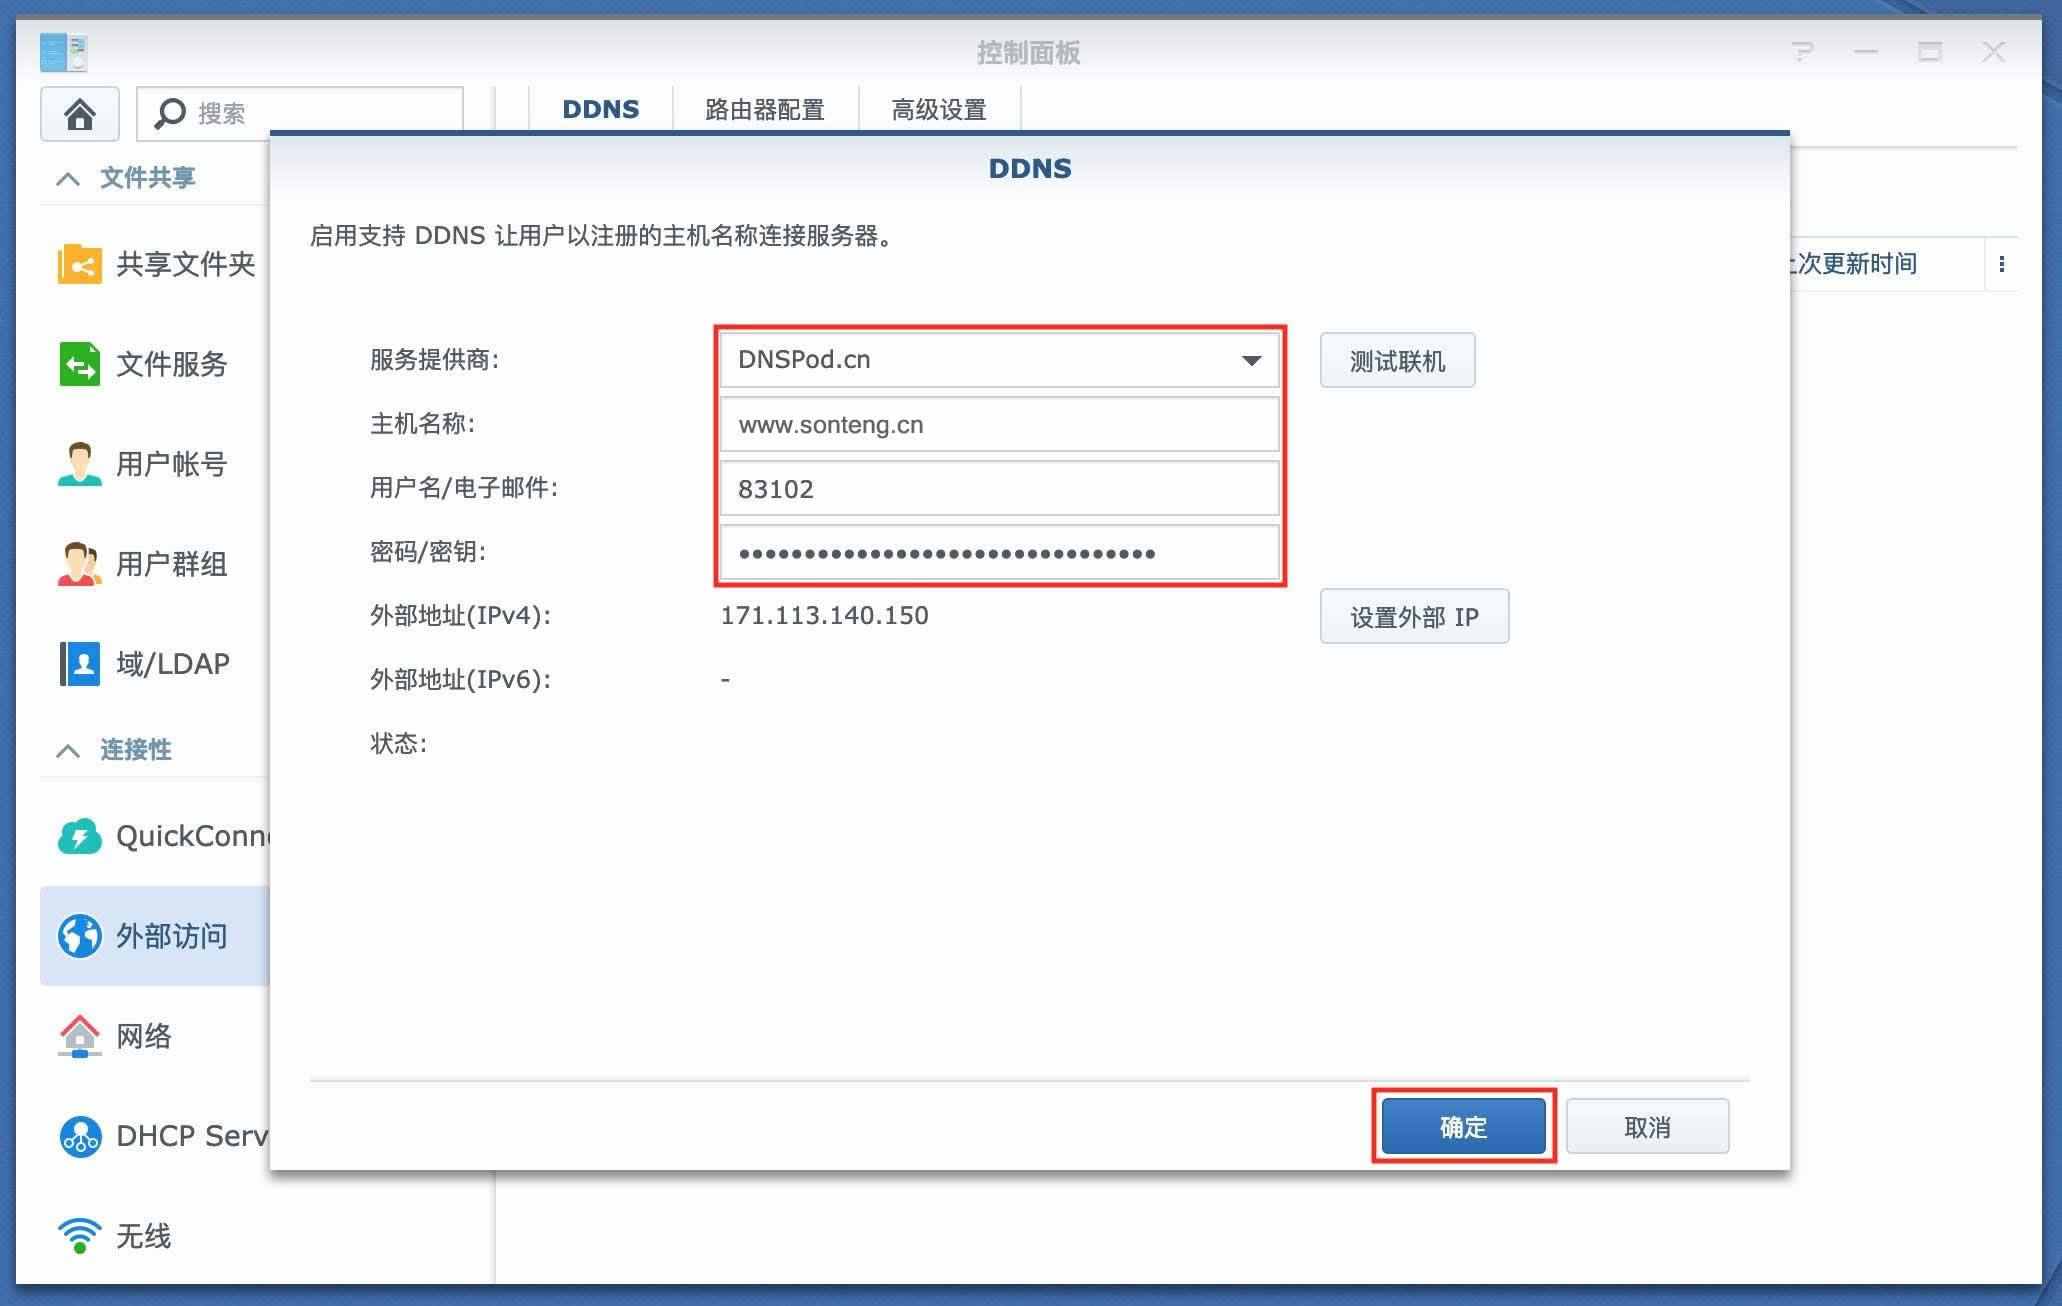 控制面板
搜索
DDNS
路由器配置
高级设置
文件共享
共享文件夹
文件服务
用户帐号
用户群组
域/LDAP
连接性
QuickConne
外部访问
网络
DHCP Serv
无线
次更新时间
DDNS
启用支持 DDNS 让用户以注册的主机名称连接服务器。
服务提供商: DNSPod.cn 测试联机
主机名称: www.sonteng.cn
用户名/电子邮件: 83102
密码/密钥: ••••••••••••••••••••••••••••••••
外部地址(IPv4): 171.113.140.150 设置外部 IP
外部地址(IPv6): -
状态:
确定 取消